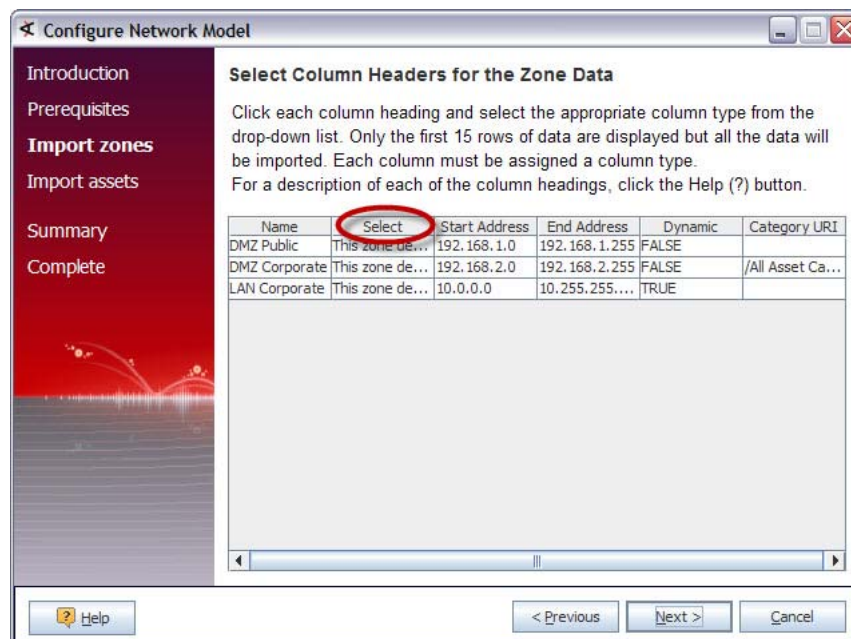 Configure Network Model
Introduction
Prerequisites
Import zones
Import assets
Summary
Complete
Select Column Headers for the Zone Data
Click each column heading and select the appropriate column type from the
drop-down list. Only the first 15 rows of data are displayed but all the data will
be imported. Each column must be assigned a column type.
For a description of each of the column headings, click the Help (?) button.
Name Select Start Address End Address Dynamic Category URI
DMZ Public This zone de... 192.168.1.0 192.168.1.255 FALSE
DMZ Corporate This zone de... 192.168.2.0 192.168.2.255 FALSE /All Asset Ca...
LAN Corporate This zone de... 10.0.0.0 10.255.255.... TRUE
? Help < Previous Next > Cancel